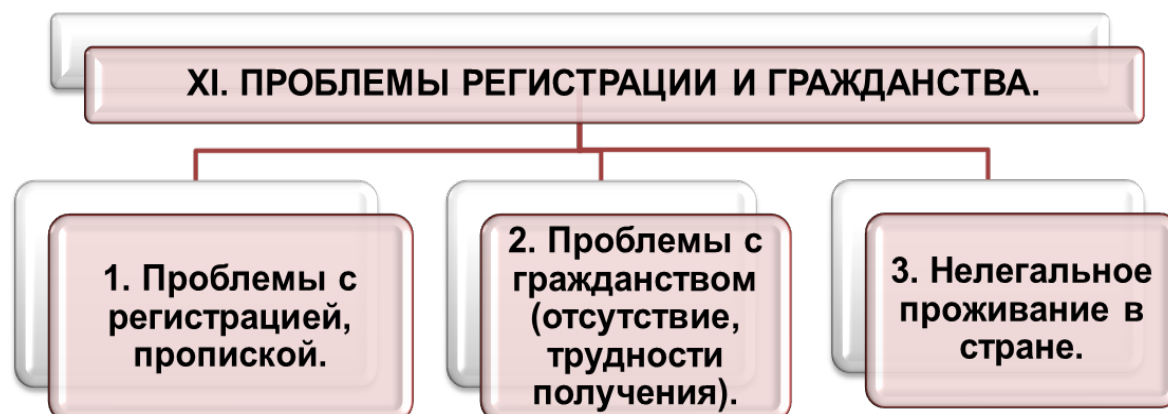 XI. ПРОБЛЕМЫ РЕГИСТРАЦИИ И ГРАЖДАНСТВА.
1. Проблемы с
регистрацией,
пропиской.
2. Проблемы с
гражданством
(отсутствие,
трудности
получения).
3. Нелегальное
проживание в
стране.